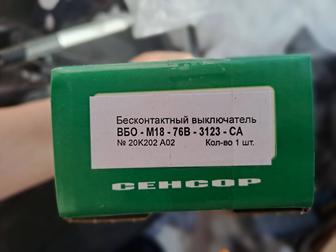 Бесконтактный выключатель
ВБО - М18 - 76В - 3123 - СА
№ 20К202 А02 Кол-во 1 шт.
СЕНСОР